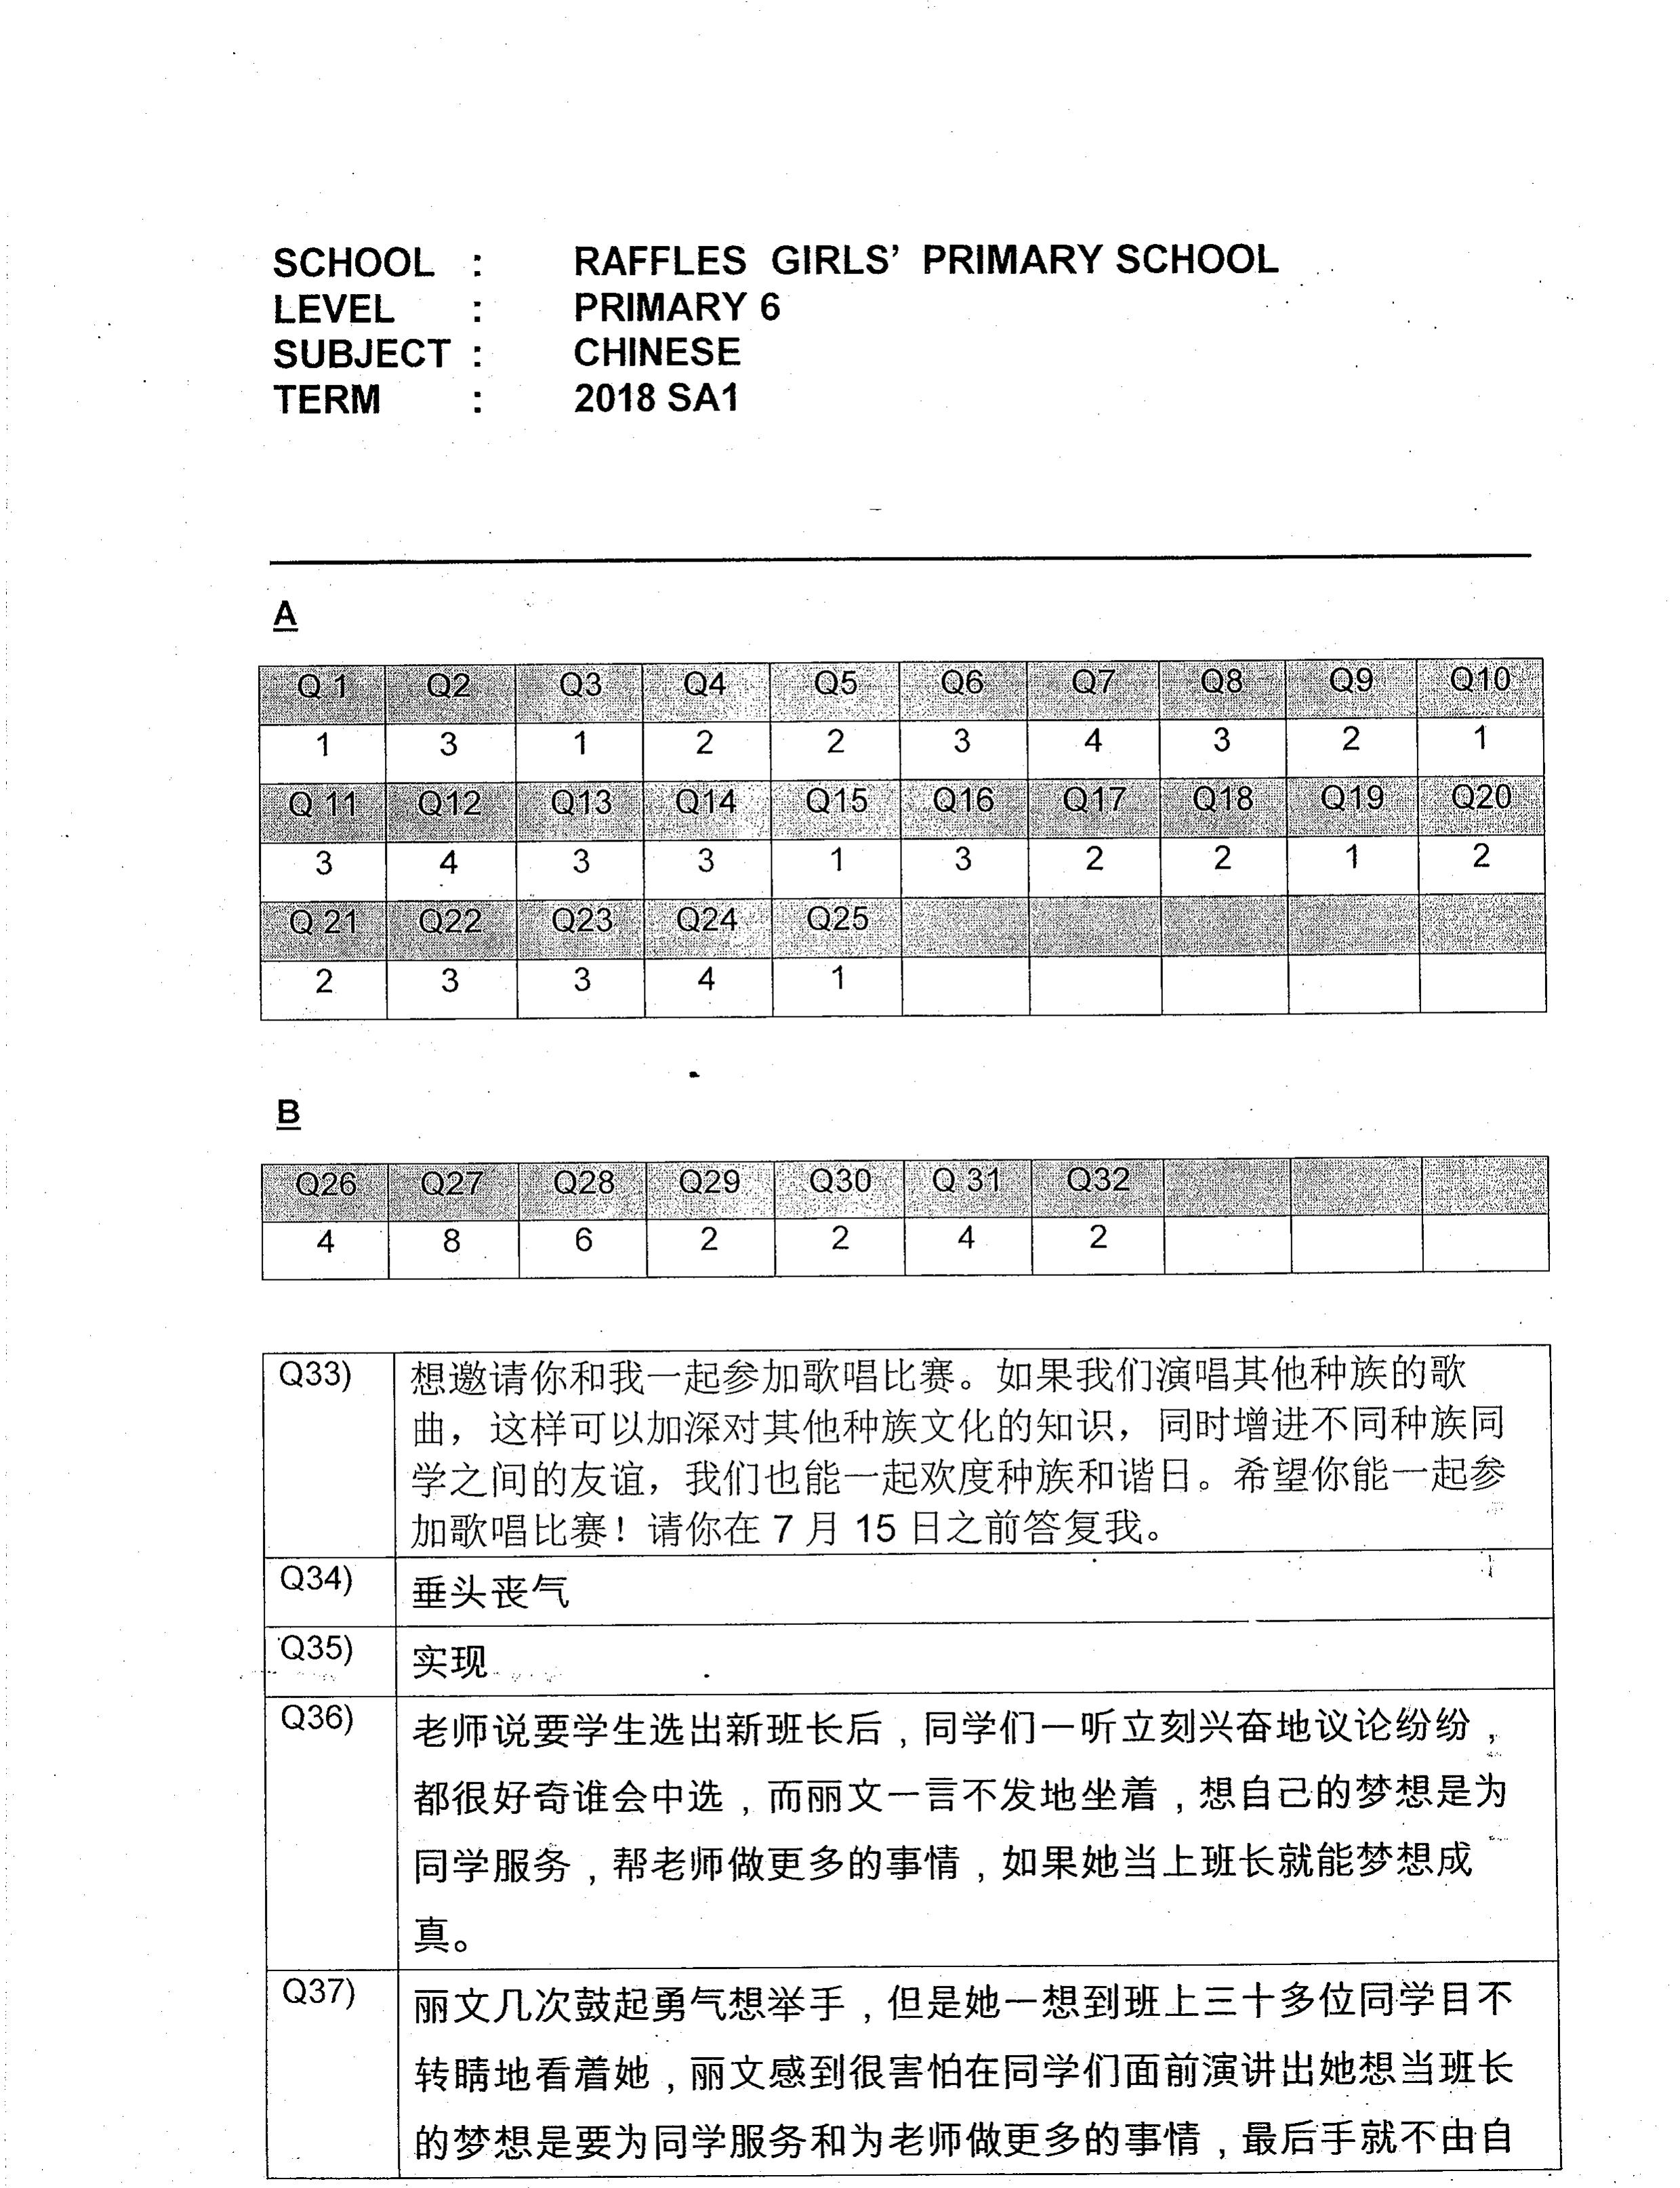 SCHOOL : RAFFLES GIRLS' PRIMARY SCHOOL
LEVEL : PRIMARY 6
SUBJECT : CHINESE
TERM : 2018 SA1
A
Q 1 Q2 Q3 Q4 Q5 Q6 Q7 Q8 Q9 Q10
1 3 1 2 2 3 4 3 2 1
Q 11 Q12 Q13 Q14 Q15 Q16 Q17 Q18 Q19 Q20
3 4 3 3 1 3 2 2 1 2
Q 21 Q22 Q23 Q24 Q25
2 3 3 4 1
B
Q26 Q27 Q28 Q29 Q30 Q 31 Q32
4 8 6 2 2 4 2
Q33) 想邀请你和我一起参加歌唱比赛。如果我们演唱其他种族的歌
曲，这样可以加深对其他种族文化的知识，同时增进不同种族同
学之间的友谊，我们也能一起欢度种族和谐日。希望你能一起参
加歌唱比赛！请你在 7 月 15 日之前答复我。
Q34) 垂头丧气
Q35) 实现
Q36) 老师说要学生选出新班长后，同学们一听立刻兴奋地议论纷纷，
都很好奇谁会中选，而丽文一言不发地坐着，想自己的梦想是为
同学服务，帮老师做更多的事情，如果她当上班长就能梦想成
真。
Q37) 丽文几次鼓起勇气想举手，但是她一想到班上三十多位同学目不
转睛地看着她，丽文感到很害怕在同学们面前演讲出她想当班长
的梦想是要为同学服务和为老师做更多的事情，最后手就不由自